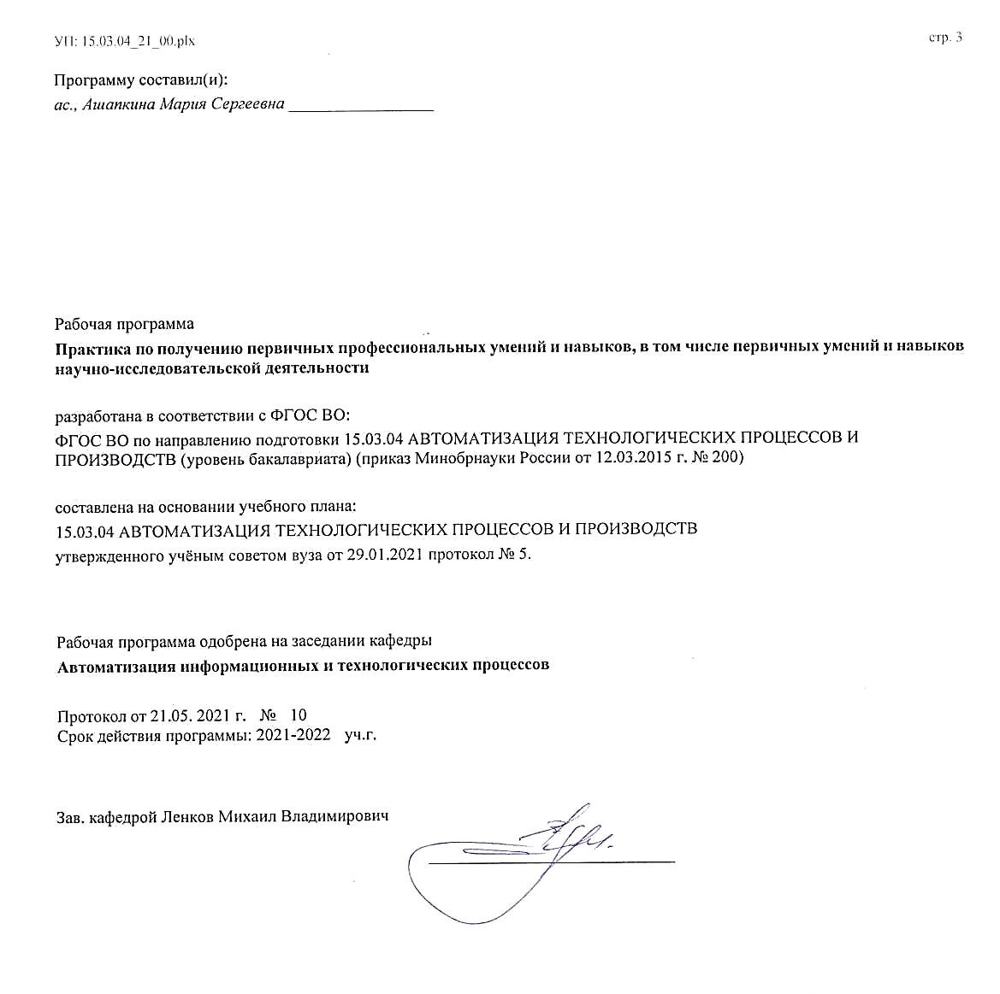 УП: 15.03.04_21_00.plx
стр. 3
Программу составил(и):
ас., Ашапкина Мария Сергеевна
Рабочая программа
Практика по получению первичных профессиональных умений и навыков, в том числе первичных умений и навыков
научно-исследовательской деятельности
разработана в соответствии с ФГОС ВО:
ФГОС ВО по направлению подготовки 15.03.04 АВТОМАТИЗАЦИЯ ТЕХНОЛОГИЧЕСКИХ ПРОЦЕССОВ И
ПРОИЗВОДСТВ (уровень бакалавриата) (приказ Минобрнауки России от 12.03.2015 г. № 200)
составлена на основании учебного плана:
15.03.04 АВТОМАТИЗАЦИЯ ТЕХНОЛОГИЧЕСКИХ ПРОЦЕССОВ И ПРОИЗВОДСТВ
утвержденного учёным советом вуза от 29.01.2021 протокол № 5.
Рабочая программа одобрена на заседании кафедры
Автоматизация информационных и технологических процессов
Протокол от 21.05. 2021 г. № 10
Срок действия программы: 2021-2022 уч.г.
Зав. кафедрой Ленков Михаил Владимирович